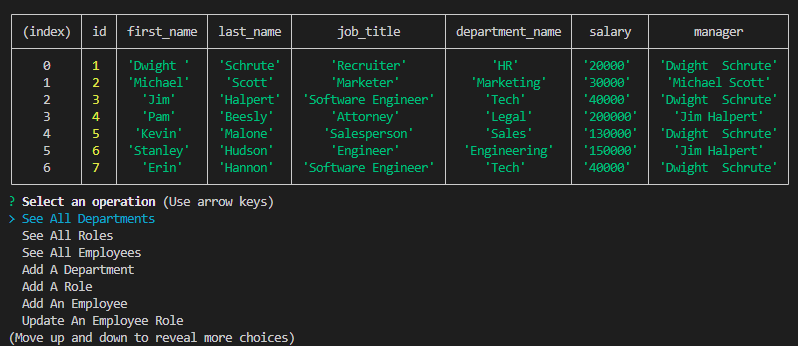 (index) id first_name last_name job_title department_name salary manager
0 1 'Dwight ' 'Schrute' 'Recruiter' 'HR' '20000' 'Dwight  Schrute'
1 2 'Michael' 'Scott' 'Marketer' 'Marketing' '30000' 'Michael Scott'
2 3 'Jim' 'Halpert' 'Software Engineer' 'Tech' '40000' 'Dwight  Schrute'
3 4 'Pam' 'Beesly' 'Attorney' 'Legal' '200000' 'Jim Halpert'
4 5 'Kevin' 'Malone' 'Salesperson' 'Sales' '130000' 'Dwight  Schrute'
5 6 'Stanley' 'Hudson' 'Engineer' 'Engineering' '150000' 'Jim Halpert'
6 7 'Erin' 'Hannon' 'Software Engineer' 'Tech' '40000' 'Dwight  Schrute'
? Select an operation (Use arrow keys)
> See All Departments
See All Roles
See All Employees
Add A Department
Add A Role
Add An Employee
Update An Employee Role
(Move up and down to reveal more choices)